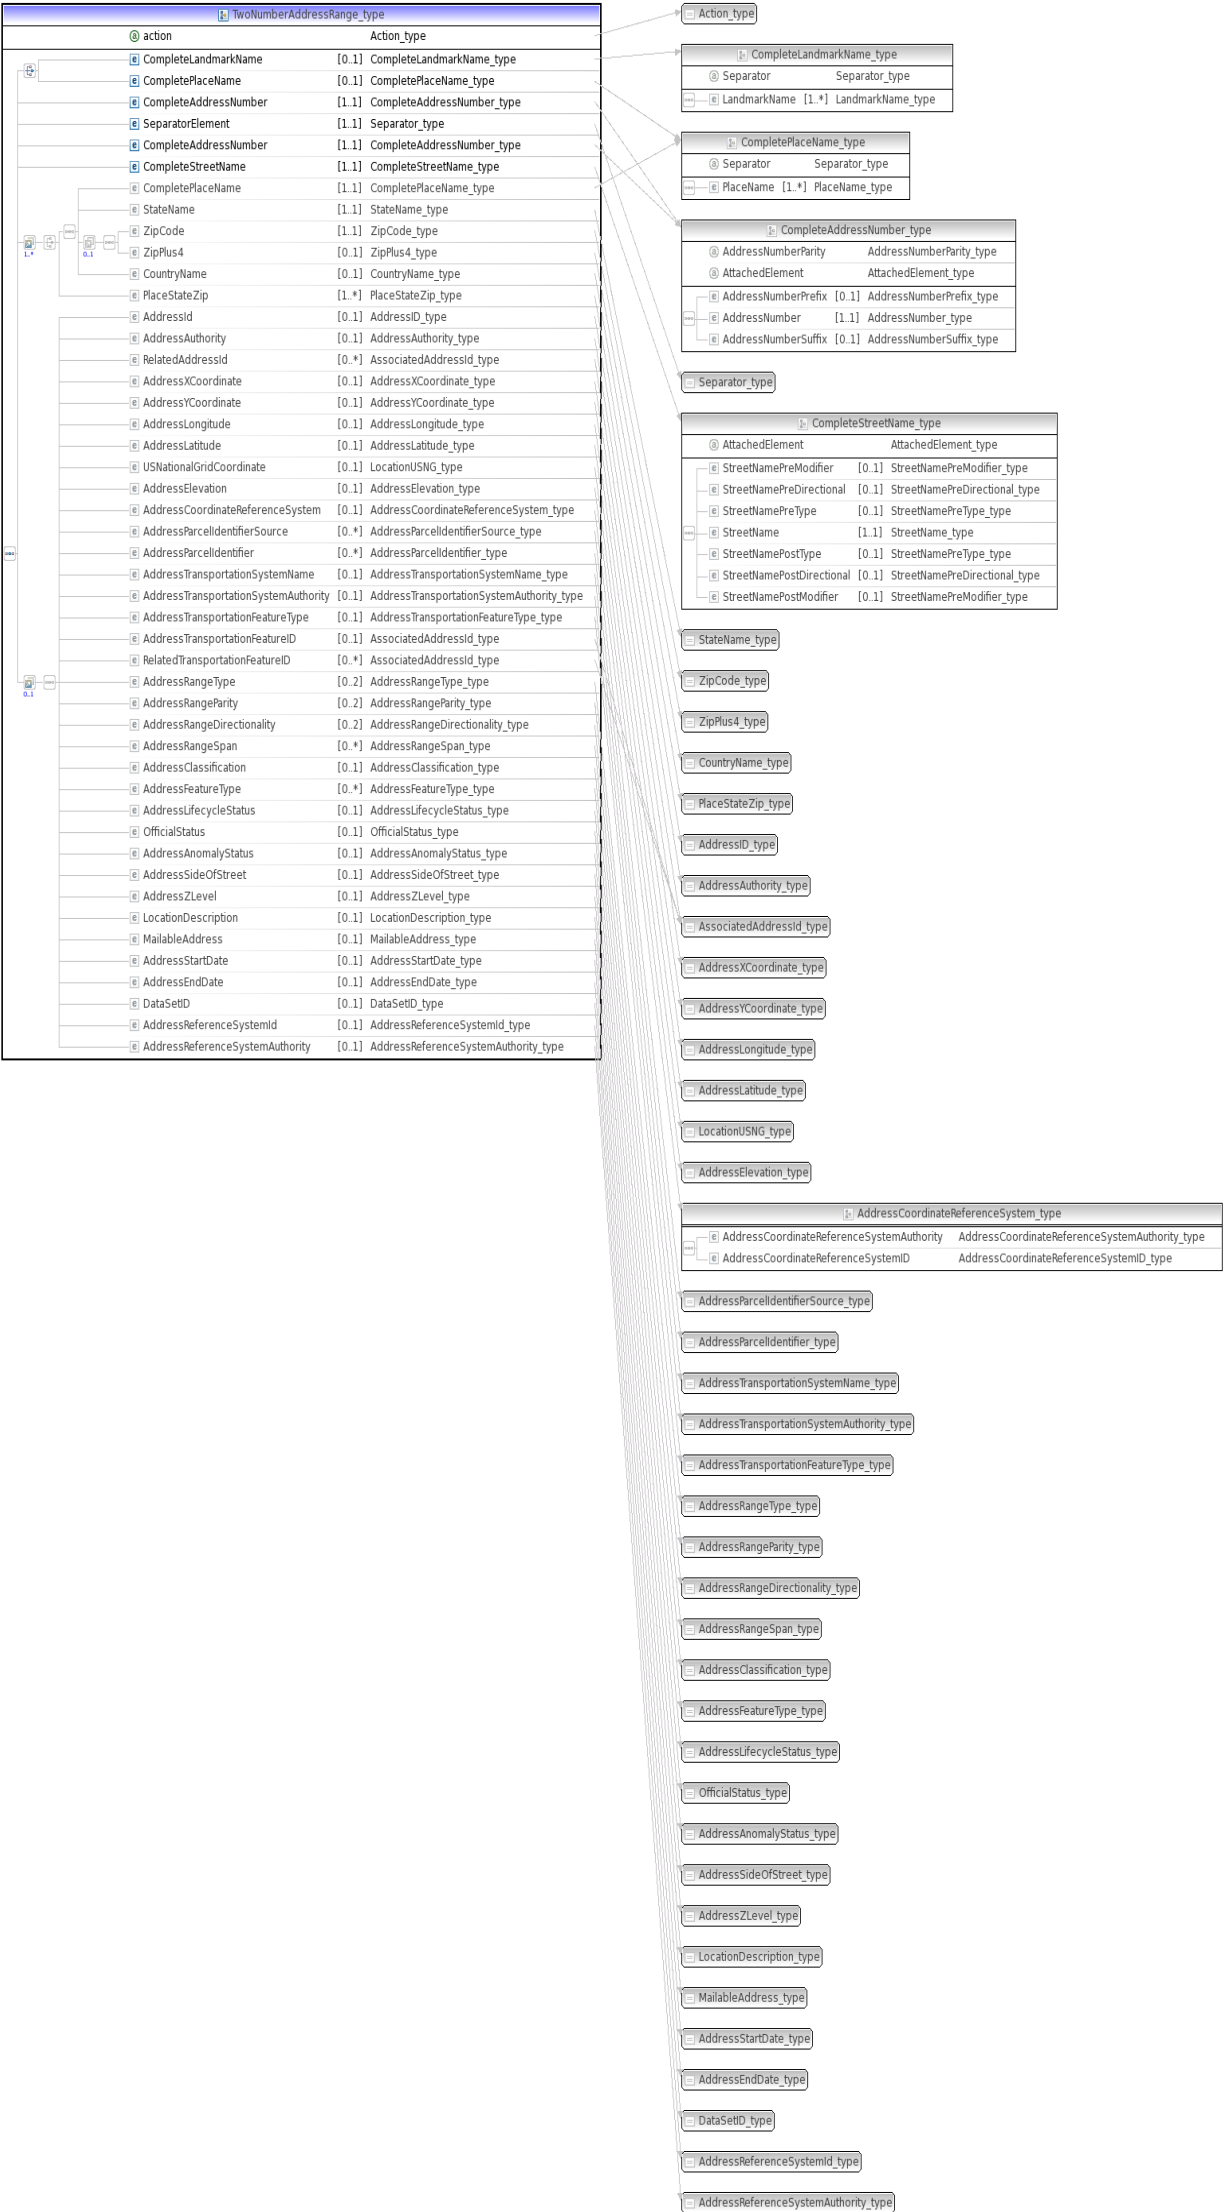 TwoNumberAddressRange_type
action Action_type
CompleteLandmarkName [0..1] CompleteLandmarkName_type
CompletePlaceName [0..1] CompletePlaceName_type
CompleteAddressNumber [1..1] CompleteAddressNumber_type
SeparatorElement [1..1] Separator_type
CompleteAddressNumber [1..1] CompleteAddressNumber_type
CompleteStreetName [1..1] CompleteStreetName_type
CompletePlaceName [1..1] CompletePlaceName_type
StateName [1..1] StateName_type
ZipCode [1..1] ZipCode_type
1..* 0..1
ZipPlus4 [0..1] ZipPlus4_type
CountryName [0..1] CountryName_type
PlaceStateZip [1..*] PlaceStateZip_type
AddressId [0..1] AddressID_type
AddressAuthority [0..1] AddressAuthority_type
RelatedAddressId [0..*] AssociatedAddressId_type
AddressXCoordinate [0..1] AddressXCoordinate_type
AddressYCoordinate [0..1] AddressYCoordinate_type
AddressLongitude [0..1] AddressLongitude_type
AddressLatitude [0..1] AddressLatitude_type
USNationalGridCoordinate [0..1] LocationUSNG_type
AddressElevation [0..1] AddressElevation_type
AddressCoordinateReferenceSystem [0..1] AddressCoordinateReferenceSystem_type
AddressParcelIdentifierSource [0..*] AddressParcelIdentifierSource_type
AddressParcelIdentifier [0..*] AddressParcelIdentifier_type
AddressTransportationSystemName [0..1] AddressTransportationSystemName_type
AddressTransportationSystemAuthority [0..1] AddressTransportationSystemAuthority_type
AddressTransportationFeatureType [0..1] AddressTransportationFeatureType_type
AddressTransportationFeatureID [0..1] AssociatedAddressId_type
RelatedTransportationFeatureID [0..*] AssociatedAddressId_type
AddressRangeType [0..2] AddressRangeType_type
0..1
AddressRangeParity [0..2] AddressRangeParity_type
AddressRangeDirectionality [0..2] AddressRangeDirectionality_type
AddressRangeSpan [0..*] AddressRangeSpan_type
AddressClassification [0..1] AddressClassification_type
AddressFeatureType [0..*] AddressFeatureType_type
AddressLifecycleStatus [0..1] AddressLifecycleStatus_type
OfficialStatus [0..1] OfficialStatus_type
AddressAnomalyStatus [0..1] AddressAnomalyStatus_type
AddressSideOfStreet [0..1] AddressSideOfStreet_type
AddressZLevel [0..1] AddressZLevel_type
LocationDescription [0..1] LocationDescription_type
MailableAddress [0..1] MailableAddress_type
AddressStartDate [0..1] AddressStartDate_type
AddressEndDate [0..1] AddressEndDate_type
DataSetID [0..1] DataSetID_type
AddressReferenceSystemId [0..1] AddressReferenceSystemId_type
AddressReferenceSystemAuthority [0..1] AddressReferenceSystemAuthority_type
Action_type
CompleteLandmarkName_type
Separator Separator_type
LandmarkName [1..*] LandmarkName_type
CompletePlaceName_type
Separator Separator_type
PlaceName [1..*] PlaceName_type
CompleteAddressNumber_type
AddressNumberParity AddressNumberParity_type
AttachedElement AttachedElement_type
AddressNumberPrefix [0..1] AddressNumberPrefix_type
AddressNumber [1..1] AddressNumber_type
AddressNumberSuffix [0..1] AddressNumberSuffix_type
Separator_type
CompleteStreetName_type
AttachedElement AttachedElement_type
StreetNamePreModifier [0..1] StreetNamePreModifier_type
StreetNamePreDirectional [0..1] StreetNamePreDirectional_type
StreetNamePreType [0..1] StreetNamePreType_type
StreetName [1..1] StreetName_type
StreetNamePostType [0..1] StreetNamePreType_type
StreetNamePostDirectional [0..1] StreetNamePreDirectional_type
StreetNamePostModifier [0..1] StreetNamePreModifier_type
StateName_type
ZipCode_type
ZipPlus4_type
CountryName_type
PlaceStateZip_type
AddressID_type
AddressAuthority_type
AssociatedAddressId_type
AddressXCoordinate_type
AddressYCoordinate_type
AddressLongitude_type
AddressLatitude_type
LocationUSNG_type
AddressElevation_type
AddressCoordinateReferenceSystem_type
AddressCoordinateReferenceSystemAuthority AddressCoordinateReferenceSystemAuthority_type
AddressCoordinateReferenceSystemID AddressCoordinateReferenceSystemID_type
AddressParcelIdentifierSource_type
AddressParcelIdentifier_type
AddressTransportationSystemName_type
AddressTransportationSystemAuthority_type
AddressTransportationFeatureType_type
AddressRangeType_type
AddressRangeParity_type
AddressRangeDirectionality_type
AddressRangeSpan_type
AddressClassification_type
AddressFeatureType_type
AddressLifecycleStatus_type
OfficialStatus_type
AddressAnomalyStatus_type
AddressSideOfStreet_type
AddressZLevel_type
LocationDescription_type
MailableAddress_type
AddressStartDate_type
AddressEndDate_type
DataSetID_type
AddressReferenceSystemId_type
AddressReferenceSystemAuthority_type